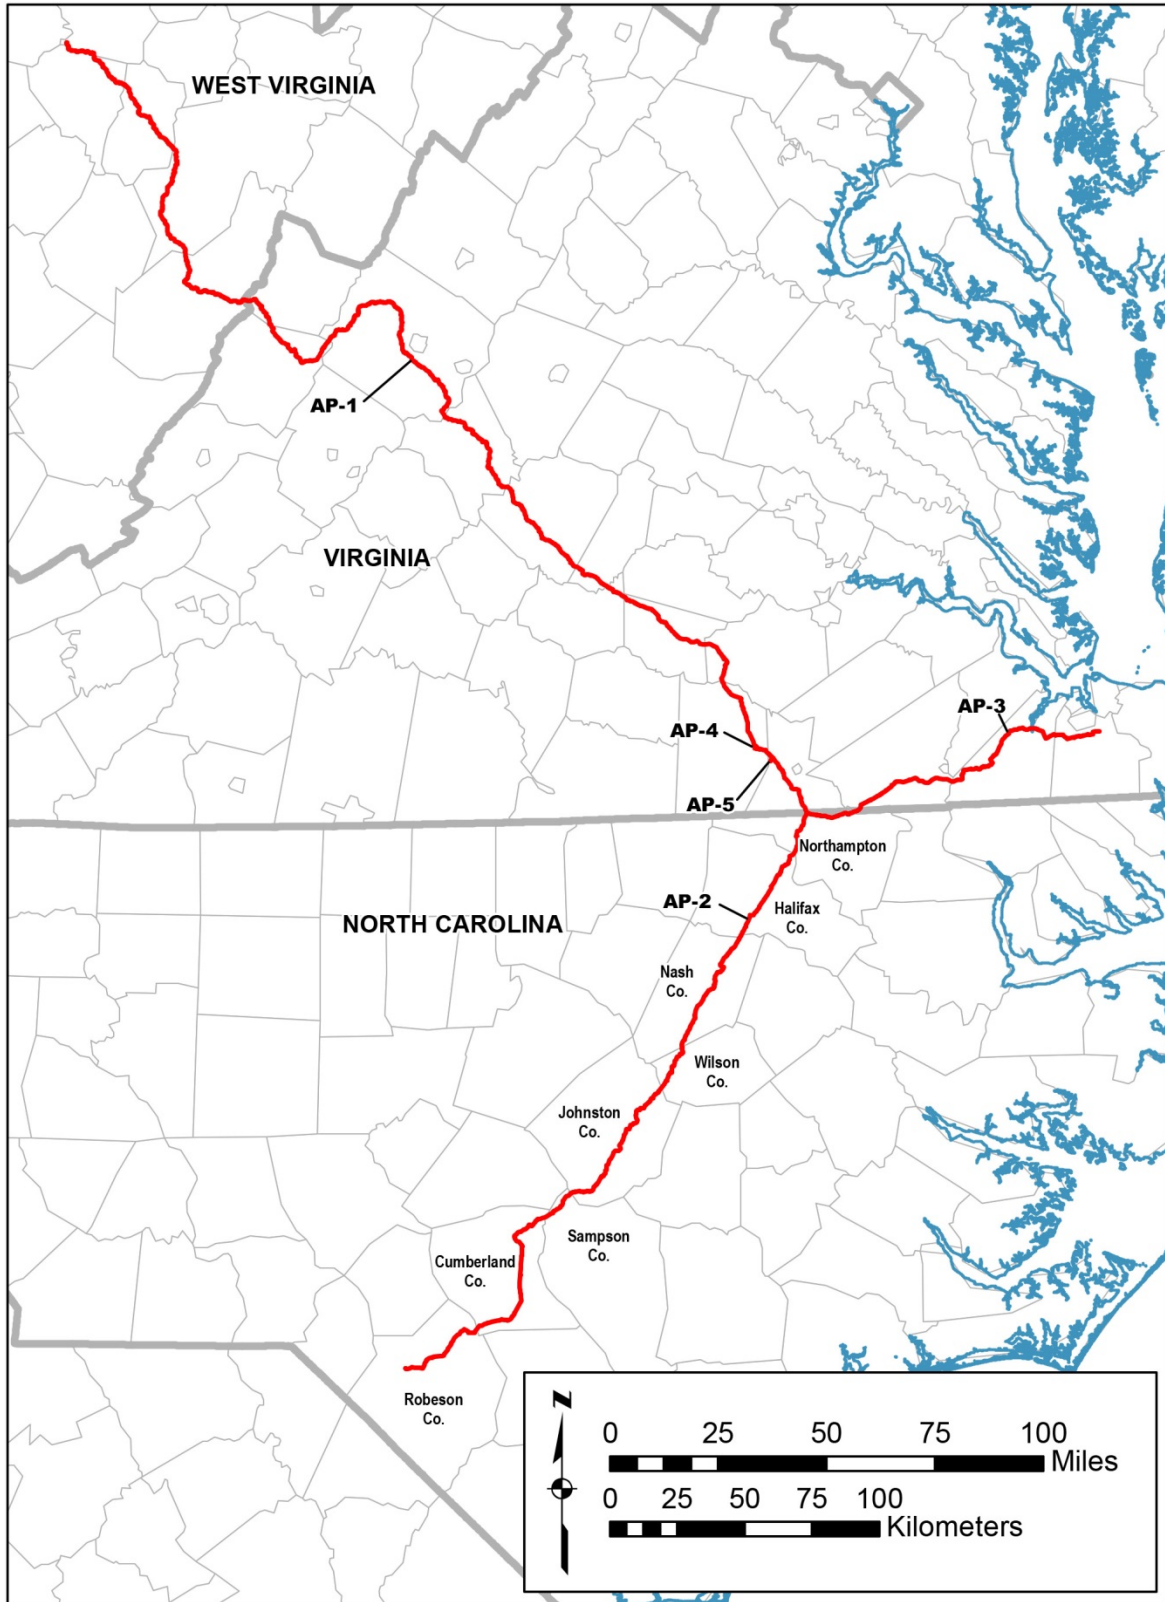 WEST VIRGINIA
AP-1
VIRGINIA
AP-3
AP-4
AP-5
Northampton
Co.
AP-2
Halifax
Co.
NORTH CAROLINA
Nash
Co.
Wilson
Co.
Johnston
Co.
Sampson
Co.
Cumberland
Co.
Robeson
Co.
N
0 25 50 75 100
Miles
0 25 50 75 100
Kilometers